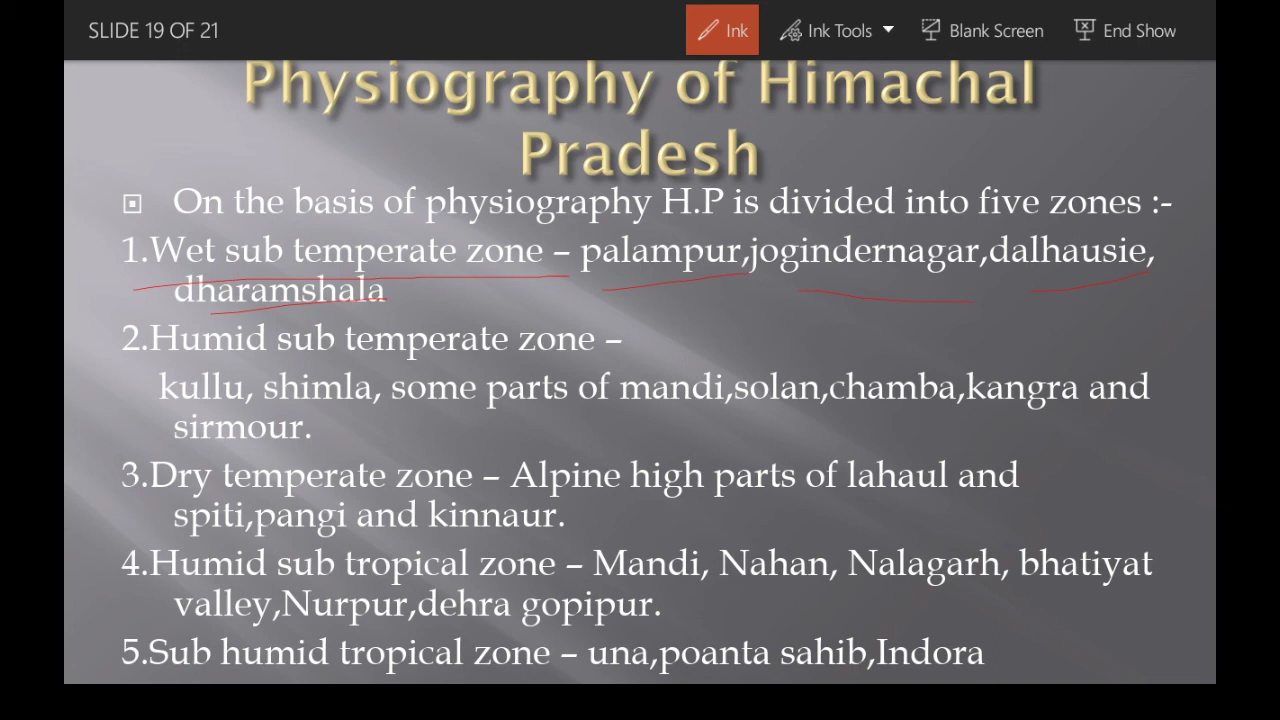 SLIDE 19 OF 21 Ink Ink Tools Blank Screen End Show
Physiography of Himachal
Pradesh
On the basis of physiography H.P is divided into five zones :-
1.Wet sub temperate zone – palampur,jogindernagar,dalhausie,
dharamshala
2.Humid sub temperate zone –
kullu, shimla, some parts of mandi,solan,chamba,kangra and
sirmour.
3.Dry temperate zone – Alpine high parts of lahaul and
spiti,pangi and kinnaur.
4.Humid sub tropical zone – Mandi, Nahan, Nalagarh, bhatiyat
valley,Nurpur,dehra gopipur.
5.Sub humid tropical zone – una,poanta sahib,Indora